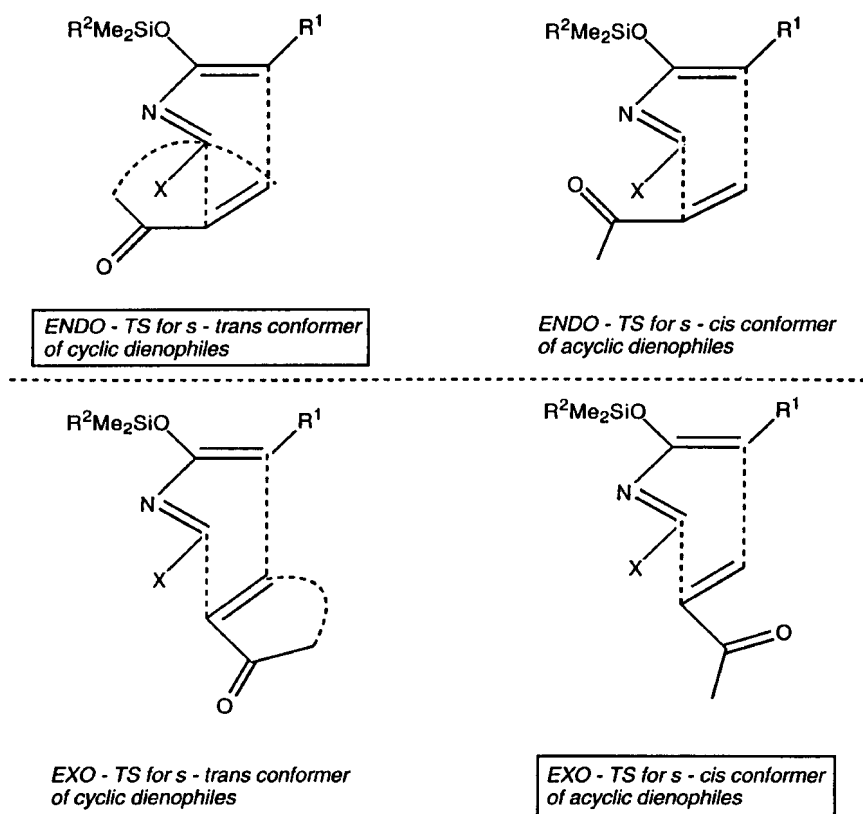 R²Me₂SiO R¹
N
X
O
ENDO - TS for s - trans conformer
of cyclic dienophiles
R²Me₂SiO R¹
N
O X
ENDO - TS for s - cis conformer
of acyclic dienophiles
R²Me₂SiO R¹
N
X
O
EXO - TS for s - trans conformer
of cyclic dienophiles
R²Me₂SiO R¹
N
X
O
EXO - TS for s - cis conformer
of acyclic dienophiles